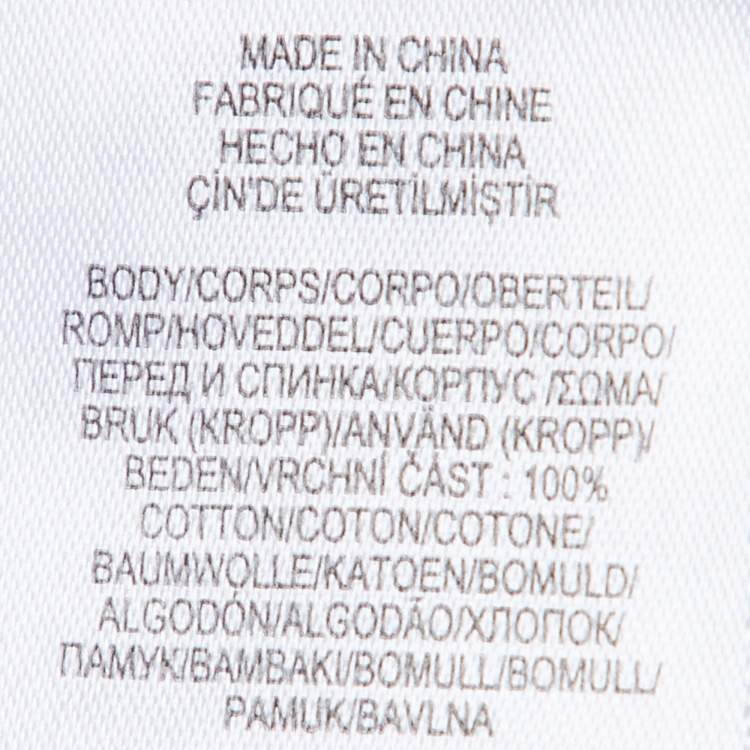 MADE IN CHINA
FABRIQUÉ EN CHINE
HECHO EN CHINA
ÇİN'DE ÜRETİLMİŞTİR
BODY/CORPS/CORPO/OBERTEIL/
ROMP/HOVEDDEL/CUERPO/CORPO/
ПЕРЕД И СПИНКА/КОРПУС /ΣΩΜΑ/
BRUK (KROPP)/ANVÄND (KROPP)/
BEDEN/VRCHNÍ ČÁST : 100%
COTTON/COTON/COTONE/
BAUMWOLLE/KATOEN/BOMULD/
ALGODÓN/ALGODÃO/ХЛОПОК/
ПАМУК/BAMBAKI/BOMULL/BOMULL/
PAMUK/BAVLNA